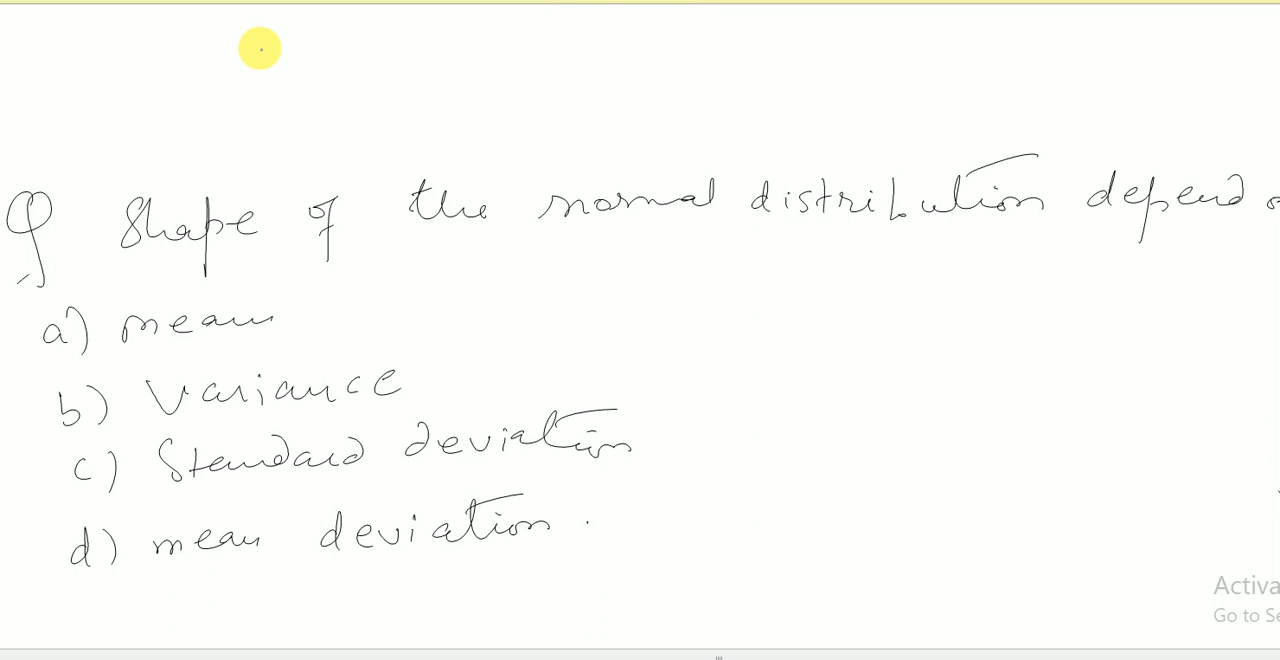 Q Shape of the normal distribution depend
a) mean
b) Variance
c) Standard deviation
d) mean deviation.
Activa
Go to Se